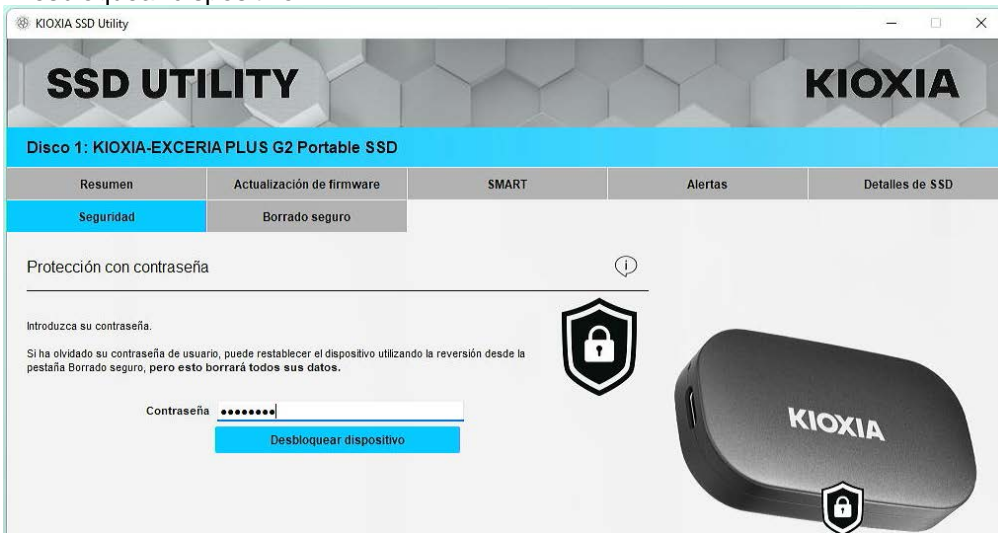 KIOXIA SSD Utility
SSD UTILITY
KIOXIA
Disco 1: KIOXIA-EXCERIA PLUS G2 Portable SSD
Resumen
Actualización de firmware
SMART
Alertas
Detalles de SSD
Seguridad
Borrado seguro
Protección con contraseña
Introduzca su contraseña.
Si ha olvidado su contraseña de usuario, puede restablecer el dispositivo utilizando la reversión desde la
pestaña Borrado seguro, pero esto borrará todos sus datos.
Contraseña ••••••••
Desbloquear dispositivo
KIOXIA